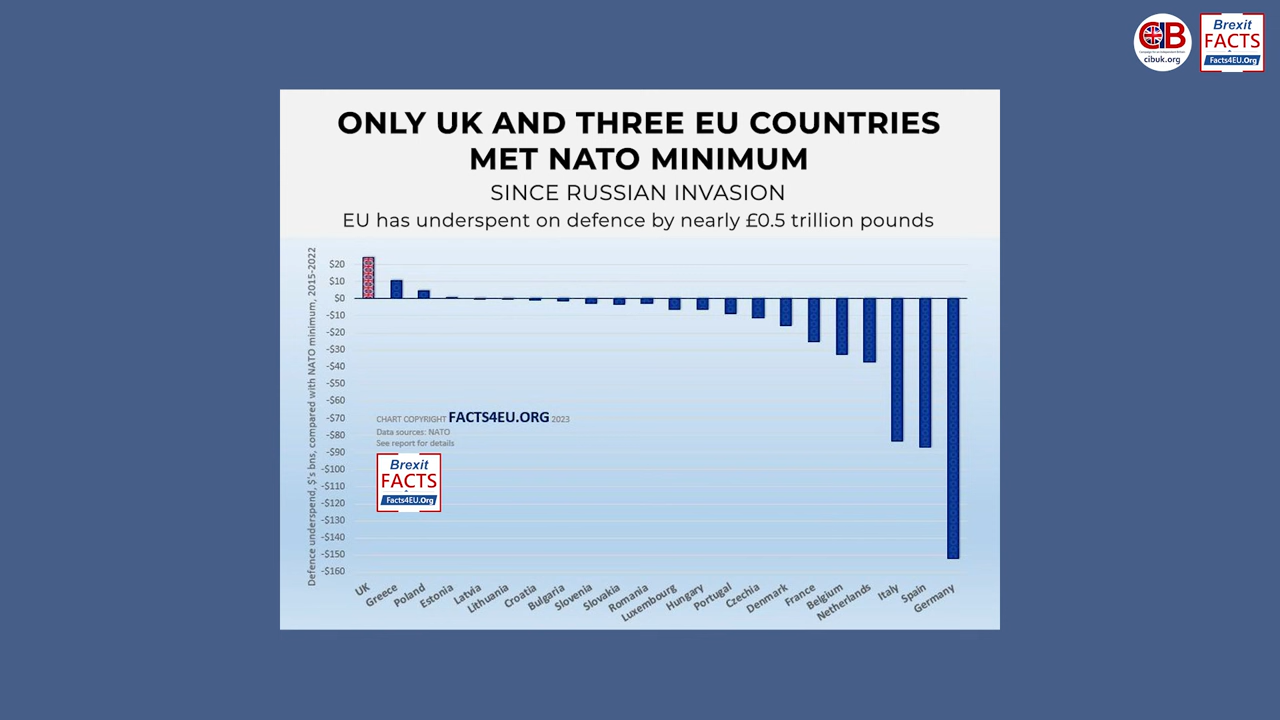 CIB
cibuk.org
Brexit
FACTS
Facts4EU.Org
ONLY UK AND THREE EU COUNTRIES
MET NATO MINIMUM
SINCE RUSSIAN INVASION
EU has underspent on defence by nearly £0.5 trillion pounds
Defence underspend, $'s bns, compared with NATO minimum, 2015-2022
$20
$10
$0
-$10
-$20
-$30
-$40
-$50
-$60
-$70
-$80
-$90
-$100
-$110
-$120
-$130
-$140
-$150
-$160
CHART COPYRIGHT FACTS4EU.ORG 2023
Data sources: NATO
See report for details
Brexit
FACTS
Facts4EU.Org
UK
Greece
Poland
Estonia
Latvia
Lithuania
Croatia
Bulgaria
Slovenia
Slovakia
Romania
Luxembourg
Hungary
Portugal
Czechia
Denmark
France
Belgium
Netherlands
Italy
Spain
Germany